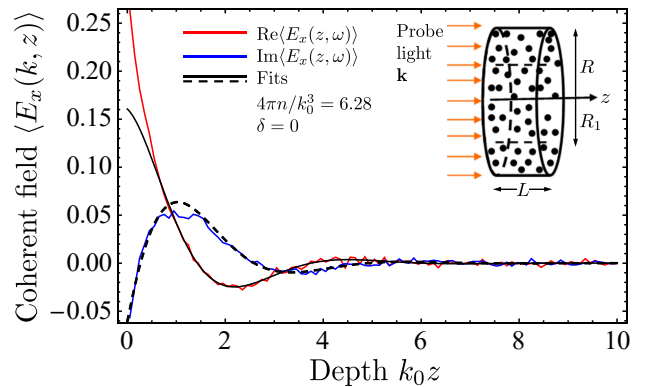 Coherent field ⟨E_x(k, z)⟩
0.25
0.20
0.15
0.10
0.05
0.00
−0.05
Re⟨E_x(z, ω)⟩
Im⟨E_x(z, ω)⟩
Fits
4πn/k_0^3 = 6.28
δ = 0
Probe
light
k
R
z
R_1
L
0
2
4
6
8
10
Depth k_0z